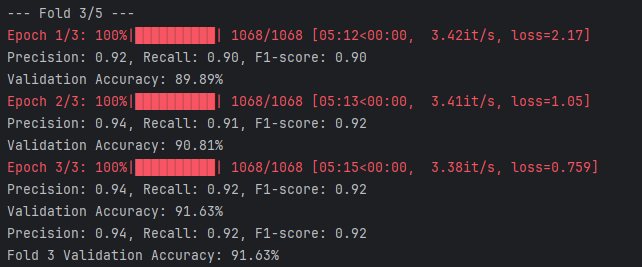 --- Fold 3/5 ---
Epoch 1/3: 100%|██████████| 1068/1068 [05:12<00:00,  3.42it/s, loss=2.17]
Precision: 0.92, Recall: 0.90, F1-score: 0.90
Validation Accuracy: 89.89%
Epoch 2/3: 100%|██████████| 1068/1068 [05:13<00:00,  3.41it/s, loss=1.05]
Precision: 0.94, Recall: 0.91, F1-score: 0.92
Validation Accuracy: 90.81%
Epoch 3/3: 100%|██████████| 1068/1068 [05:15<00:00,  3.38it/s, loss=0.759]
Precision: 0.94, Recall: 0.92, F1-score: 0.92
Validation Accuracy: 91.63%
Precision: 0.94, Recall: 0.92, F1-score: 0.92
Fold 3 Validation Accuracy: 91.63%